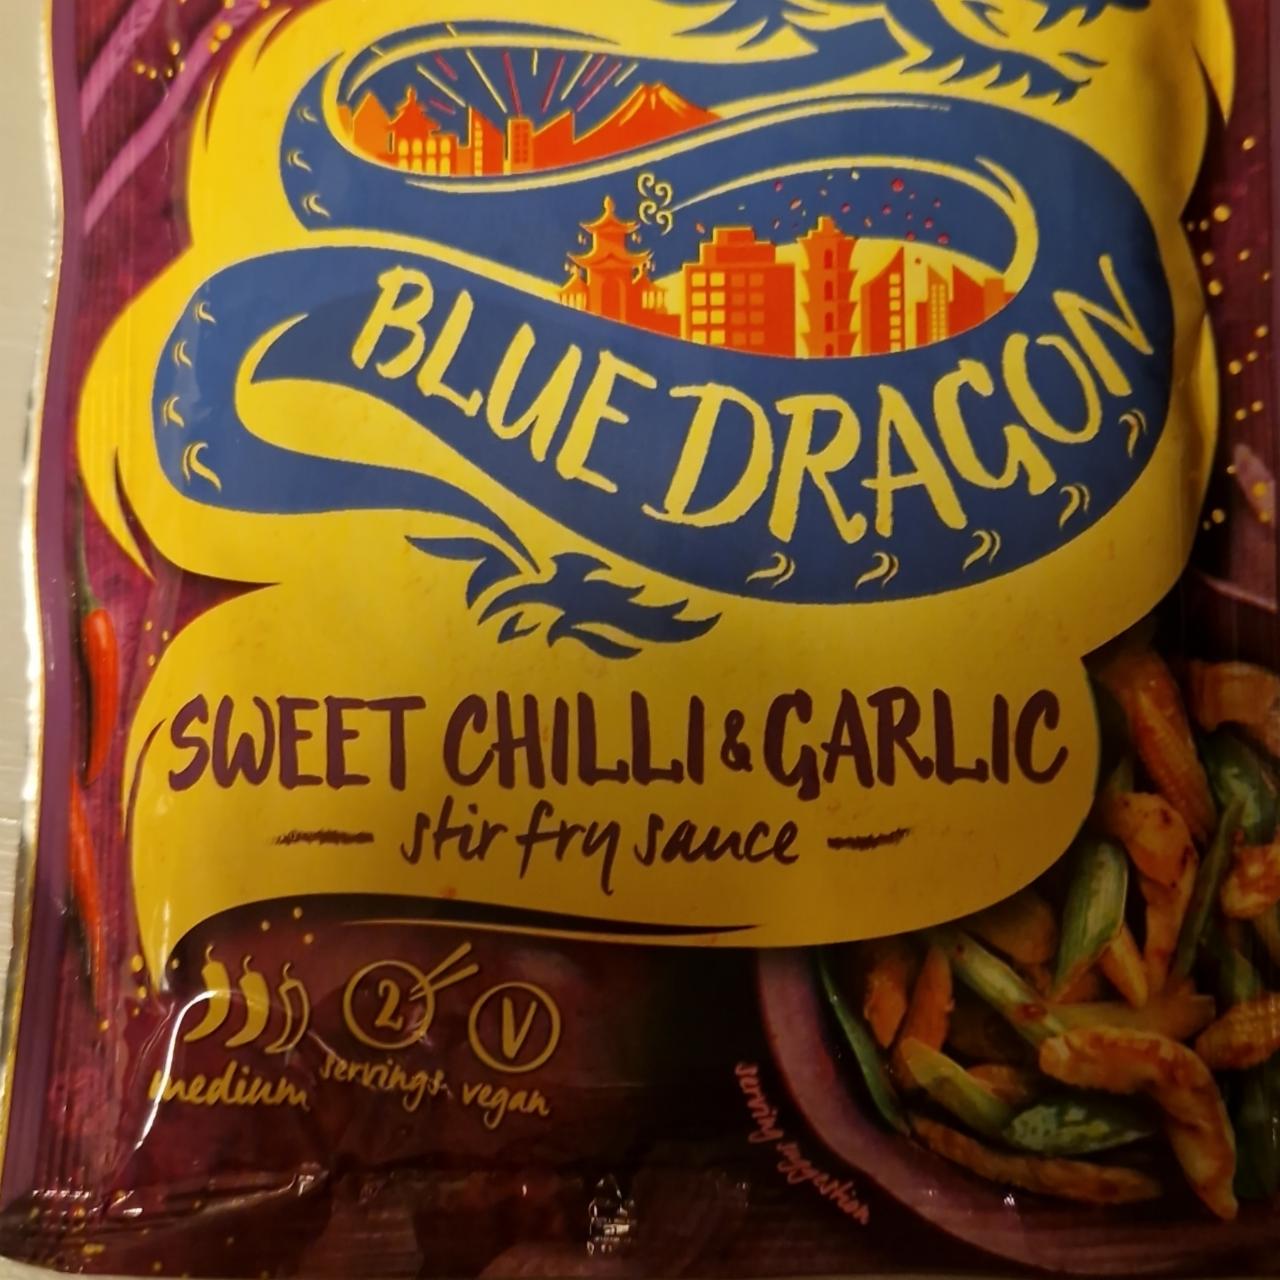 BLUE DRAGON
SWEET CHILLI & GARLIC
stir fry sauce
2
V
medium
servings
vegan
serving suggestion